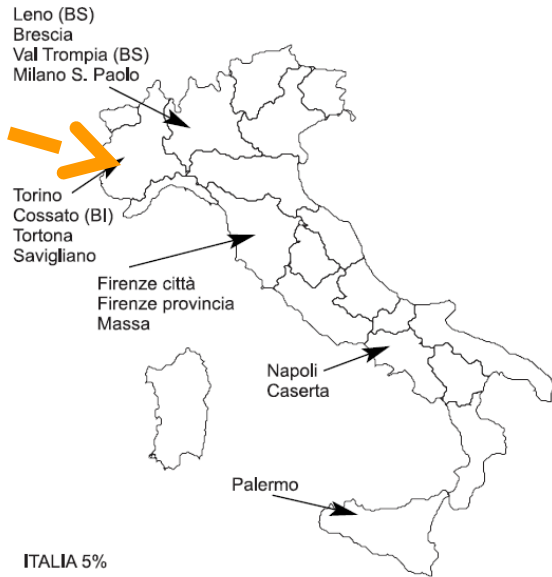 Leno (BS)
Brescia
Val Trompia (BS)
Milano S. Paolo
Torino
Cossato (BI)
Tortona
Savigliano
Firenze città
Firenze provincia
Massa
Napoli
Caserta
Palermo
ITALIA 5%